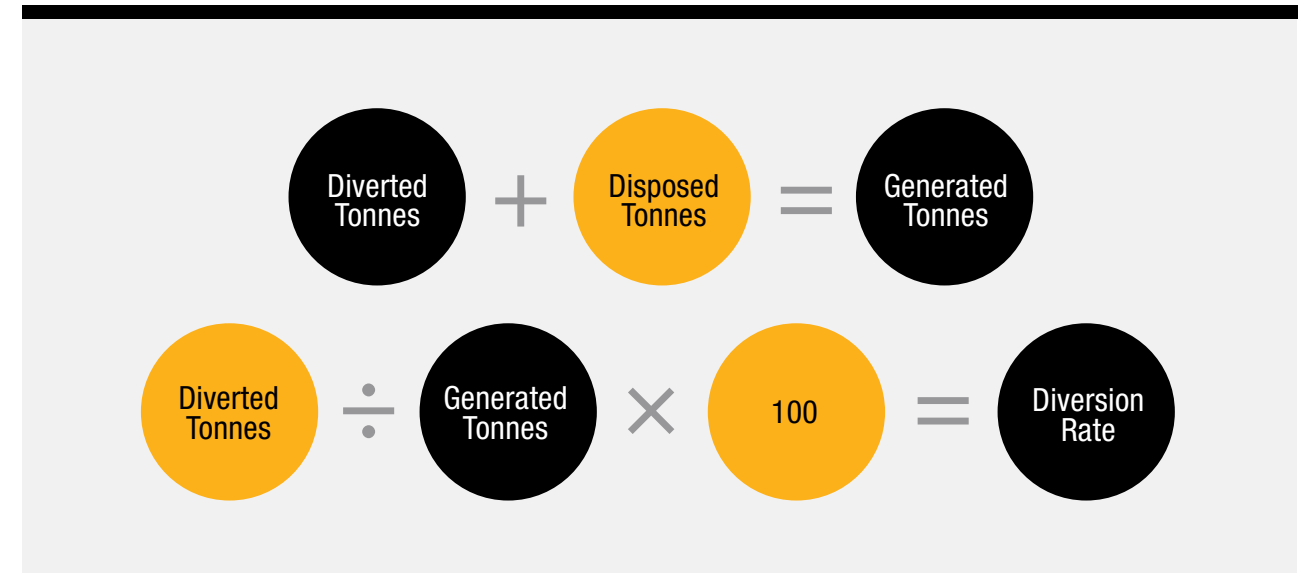 Diverted
Tonnes
+
Disposed
Tonnes
=
Generated
Tonnes
Diverted
Tonnes
÷
Generated
Tonnes
×
100
=
Diversion
Rate